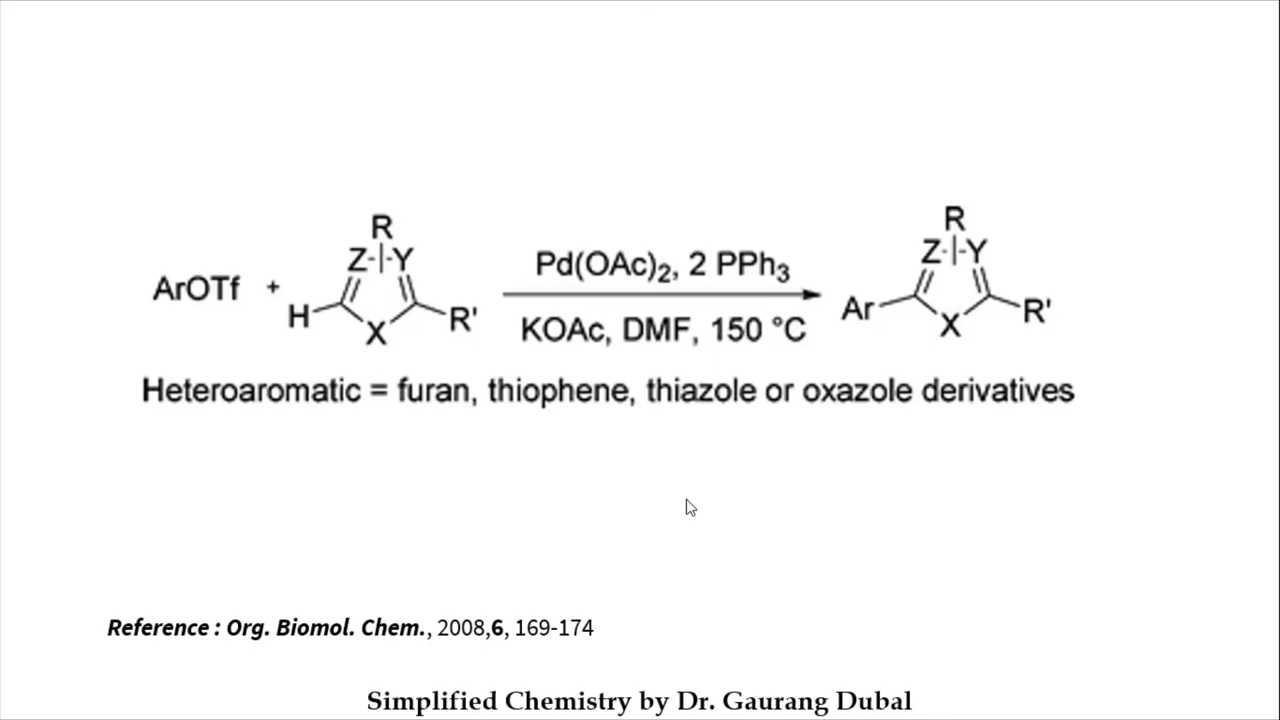 R
Z-|-Y
ArOTf + H X R'
Pd(OAc)₂, 2 PPh₃
KOAc, DMF, 150 °C
R
Z-|-Y
Ar X R'
Heteroaromatic = furan, thiophene, thiazole or oxazole derivatives
Reference : Org. Biomol. Chem., 2008,6, 169-174
Simplified Chemistry by Dr. Gaurang Dubal